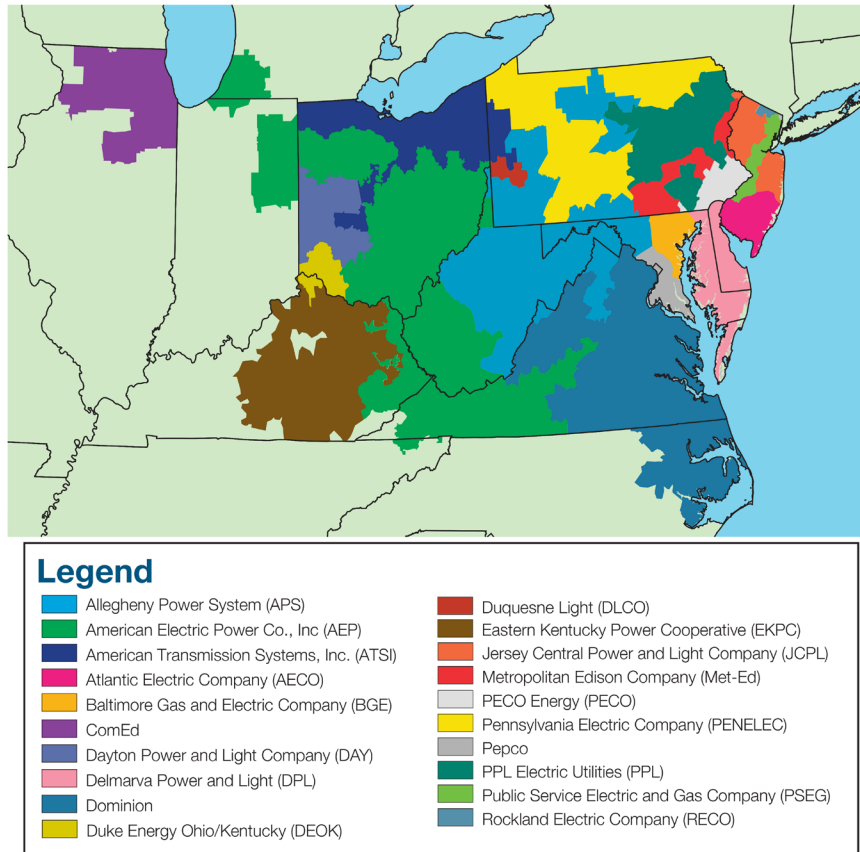 Legend
Allegheny Power System (APS)
American Electric Power Co., Inc (AEP)
American Transmission Systems, Inc. (ATSI)
Atlantic Electric Company (AECO)
Baltimore Gas and Electric Company (BGE)
ComEd
Dayton Power and Light Company (DAY)
Delmarva Power and Light (DPL)
Dominion
Duke Energy Ohio/Kentucky (DEOK)
Duquesne Light (DLCO)
Eastern Kentucky Power Cooperative (EKPC)
Jersey Central Power and Light Company (JCPL)
Metropolitan Edison Company (Met-Ed)
PECO Energy (PECO)
Pennsylvania Electric Company (PENELEC)
Pepco
PPL Electric Utilities (PPL)
Public Service Electric and Gas Company (PSEG)
Rockland Electric Company (RECO)